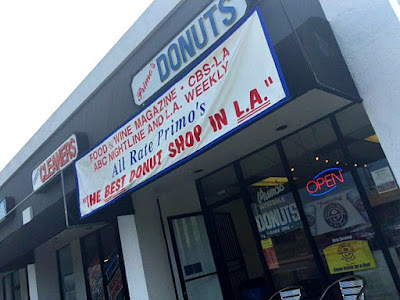 Primo's
DONUTS
CLEANERS
FOOD & WINE MAGAZINE • CBS-LA
ABC NIGHTLINE AND L.A. WEEKLY
All Rate Primo's
"THE BEST DONUT SHOP IN L.A."
Primo's
DONUTS
OPEN